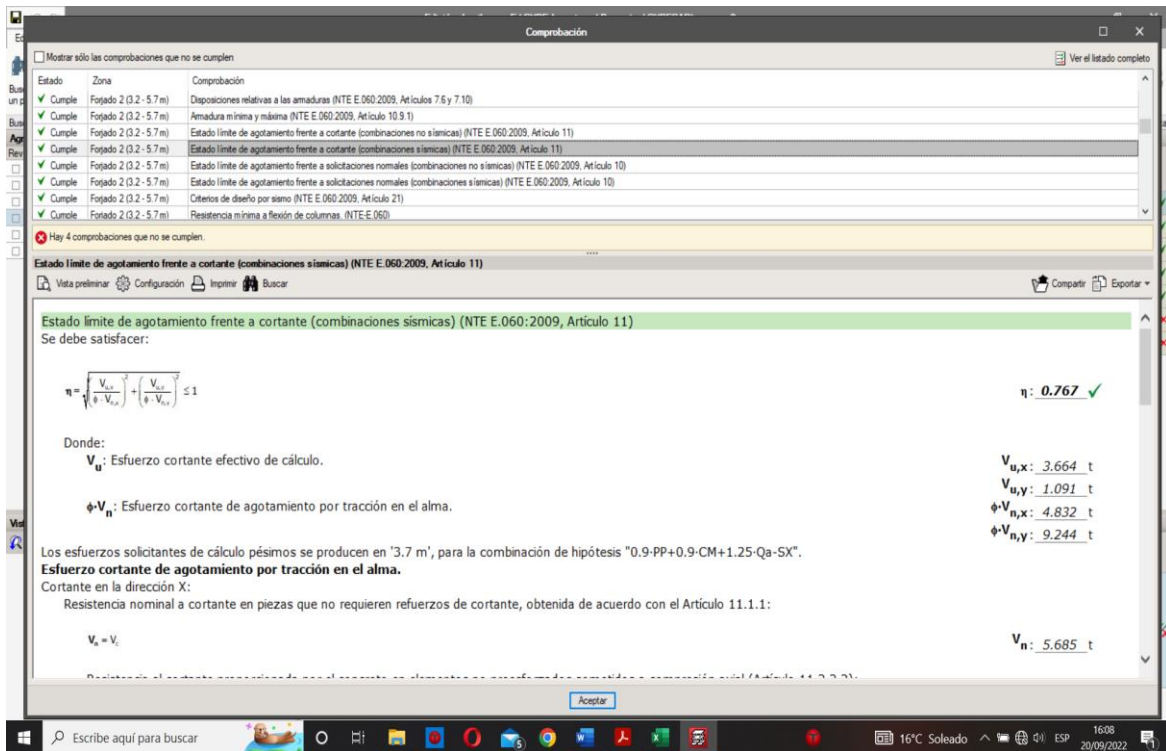 Comprobación
Mostrar sólo las comprobaciones que no se cumplen
Ver el listado completo
Estado Zona Comprobación
Cumple Forjado 2 (3.2 - 5.7 m) Disposiciones relativas a las armaduras (NTE E.060:2009, Artículos 7.6 y 7.10)
Cumple Forjado 2 (3.2 - 5.7 m) Armadura mínima y máxima (NTE E.060:2009, Artículo 10.9.1)
Cumple Forjado 2 (3.2 - 5.7 m) Estado límite de agotamiento frente a cortante (combinaciones no sísmicas) (NTE E.060:2009, Artículo 11)
Cumple Forjado 2 (3.2 - 5.7 m) Estado límite de agotamiento frente a cortante (combinaciones sísmicas) (NTE E.060:2009, Artículo 11)
Cumple Forjado 2 (3.2 - 5.7 m) Estado límite de agotamiento frente a solicitaciones normales (combinaciones no sísmicas) (NTE E.060:2009, Artículo 10)
Cumple Forjado 2 (3.2 - 5.7 m) Estado límite de agotamiento frente a solicitaciones normales (combinaciones sísmicas) (NTE E.060:2009, Artículo 10)
Cumple Forjado 2 (3.2 - 5.7 m) Criterios de diseño por sismo (NTE E.060:2009, Artículo 21)
Cumple Forjado 2 (3.2 - 5.7 m) Resistencia mínima a flexión de columnas. (NTE-E.060)
Hay 4 comprobaciones que no se cumplen.
Estado límite de agotamiento frente a cortante (combinaciones sísmicas) (NTE E.060:2009, Artículo 11)
Vista preliminar Configuración Imprimir Buscar Compartir Exportar
Estado límite de agotamiento frente a cortante (combinaciones sísmicas) (NTE E.060:2009, Artículo 11)
Se debe satisfacer:
η = √((Vu,x / ϕ · Vn,x)² + (Vu,y / ϕ · Vn,y)²) ≤ 1 η: 0.767 ✓
Donde:
Vu: Esfuerzo cortante efectivo de cálculo. Vu,x: 3.664 t
Vu,y: 1.091 t
ϕ·Vn: Esfuerzo cortante de agotamiento por tracción en el alma. ϕ·Vn,x: 4.832 t
ϕ·Vn,y: 9.244 t
Los esfuerzos solicitantes de cálculo pésimos se producen en '3.7 m', para la combinación de hipótesis "0.9·PP+0.9·CM+1.25·Qa-SX".
Esfuerzo cortante de agotamiento por tracción en el alma.
Cortante en la dirección X:
Resistencia nominal a cortante en piezas que no requieren refuerzos de cortante, obtenida de acuerdo con el Artículo 11.1.1:
Vn = Vc Vn: 5.685 t
Aceptar
Escribe aquí para buscar
16°C Soleado ESP 16:08
20/09/2022